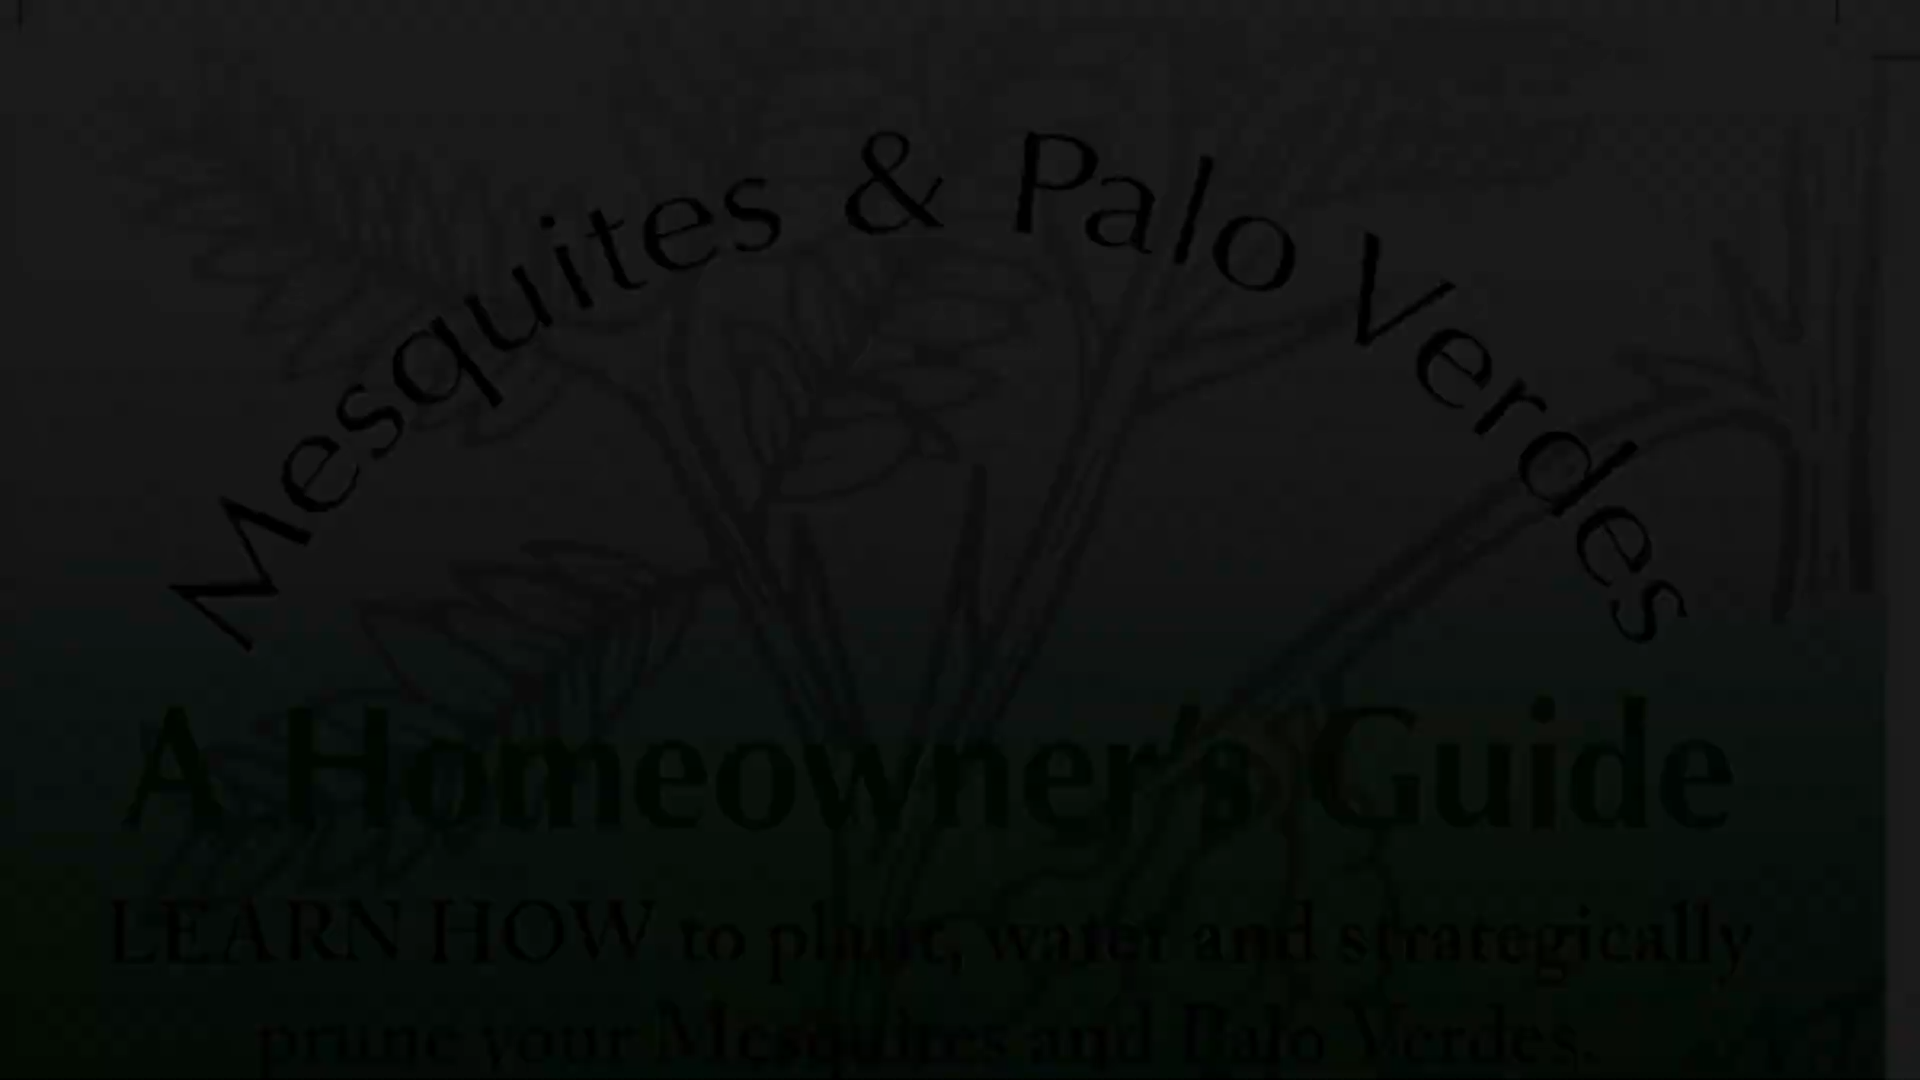 Mesquites & Palo Verdes
A Homeowner's Guide
LEARN HOW to plant, water and strategically
prune your Mesquites and Palo Verdes.